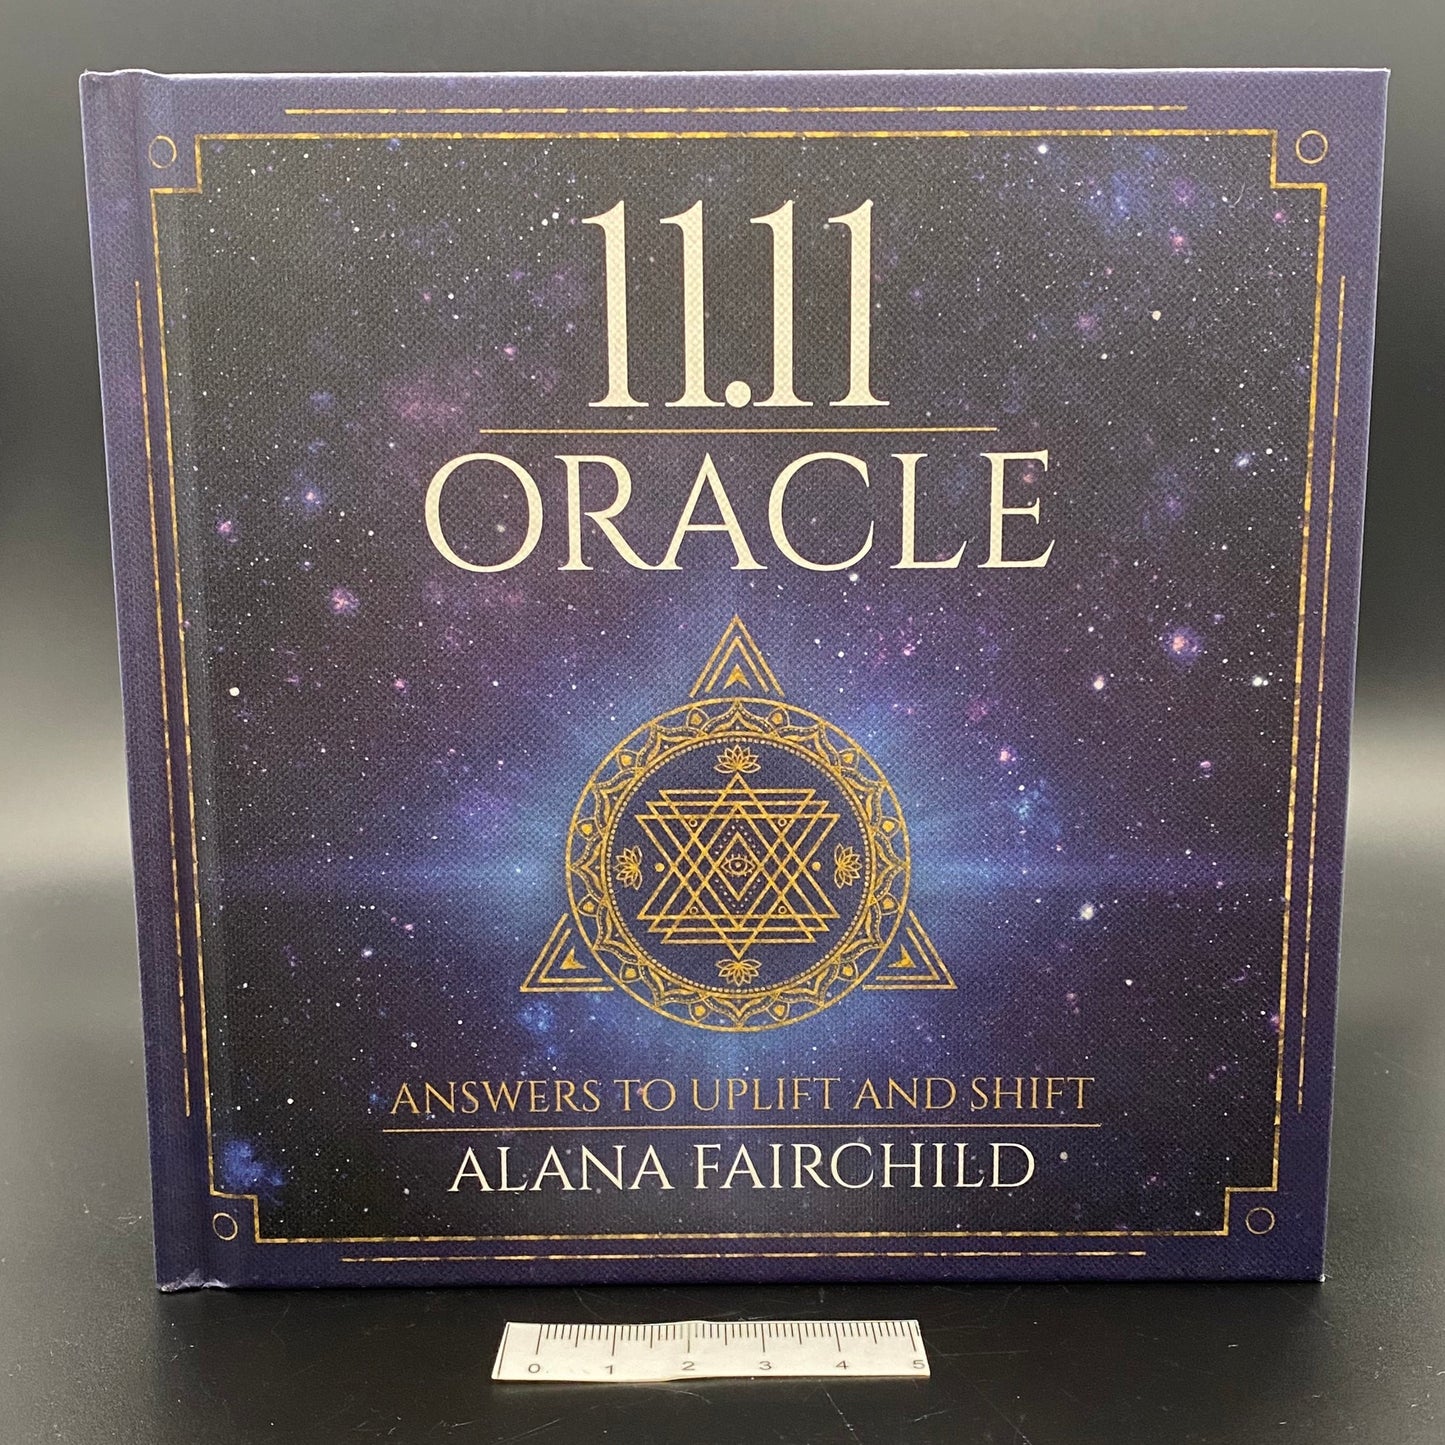 11.11
ORACLE
ANSWERS TO UPLIFT AND SHIFT
ALANA FAIRCHILD
0 1 2 3 4 5